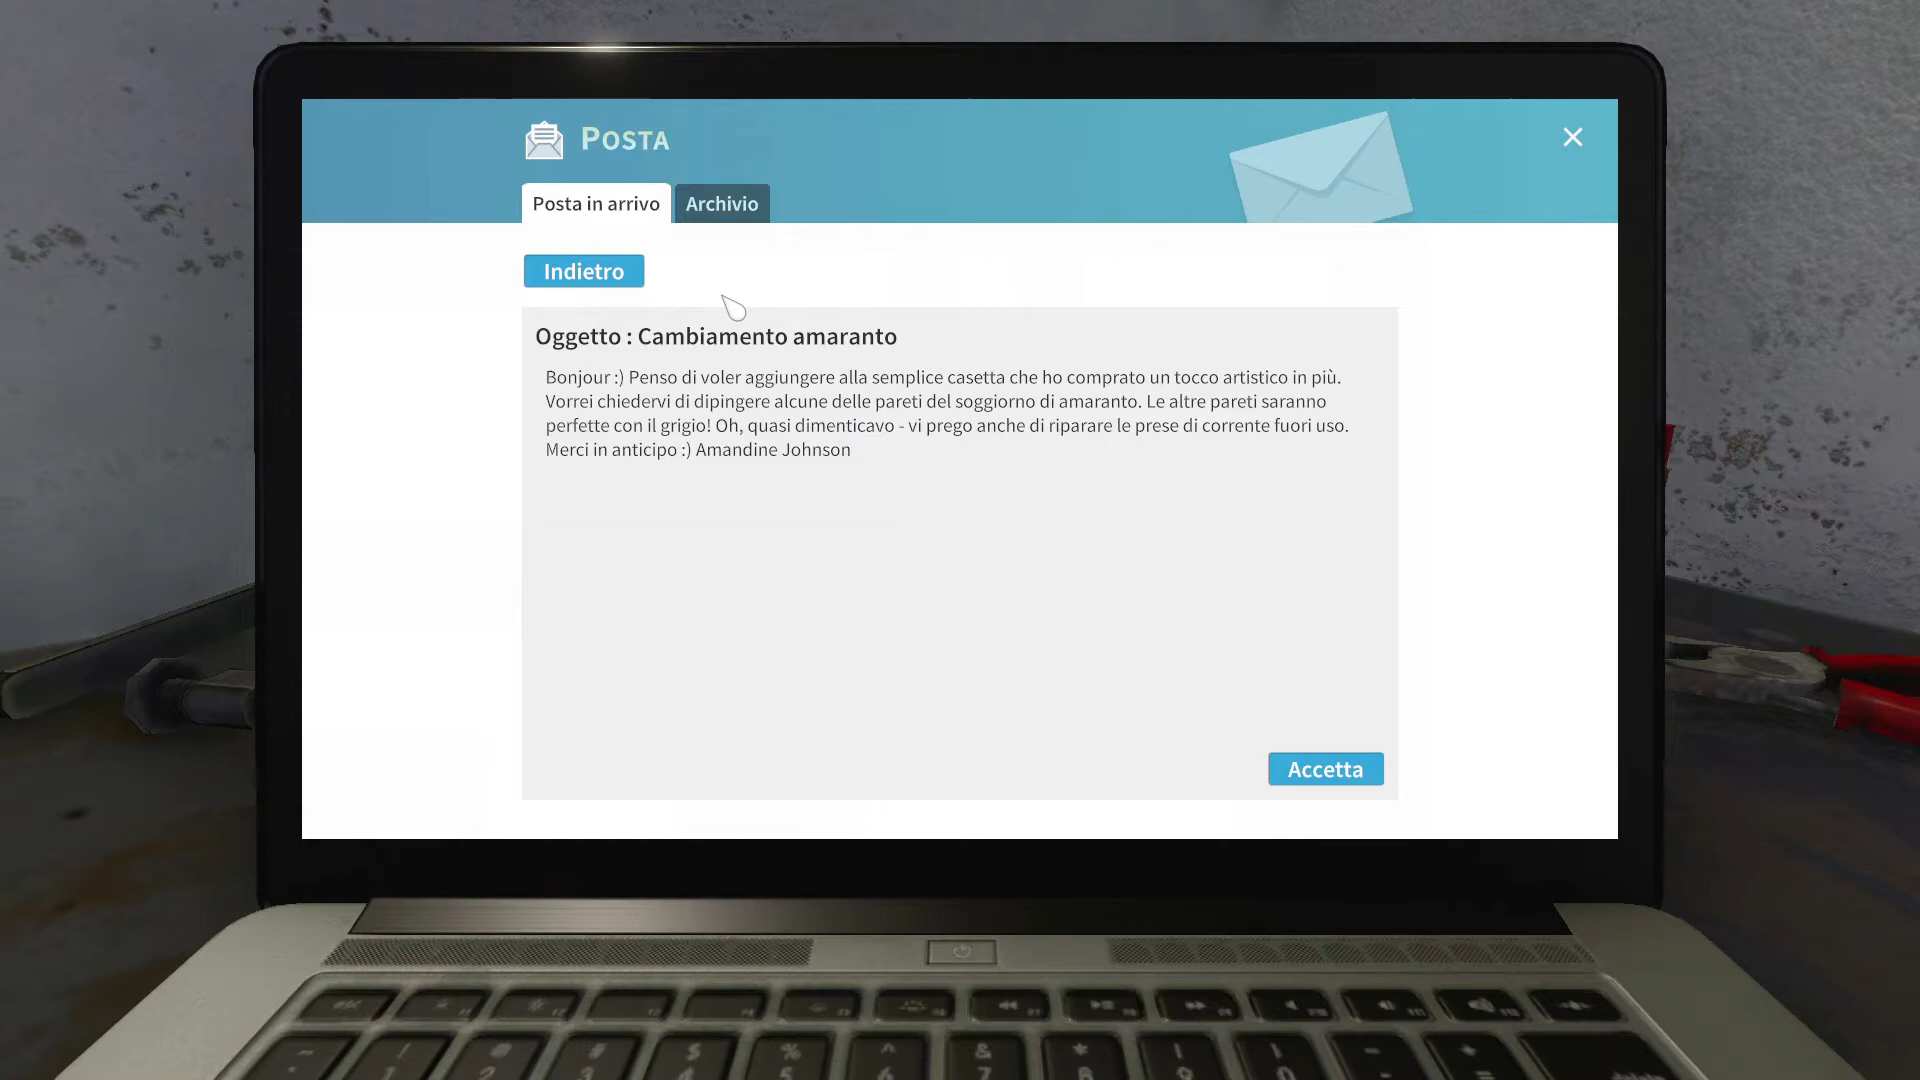 POSTA
Posta in arrivo
Archivio
Indietro
Oggetto : Cambiamento amaranto
Bonjour :) Penso di voler aggiungere alla semplice casetta che ho comprato un tocco artistico in più.
Vorrei chiedervi di dipingere alcune delle pareti del soggiorno di amaranto. Le altre pareti saranno
perfette con il grigio! Oh, quasi dimenticavo - vi prego anche di riparare le prese di corrente fuori uso.
Merci in anticipo :) Amandine Johnson
Accetta